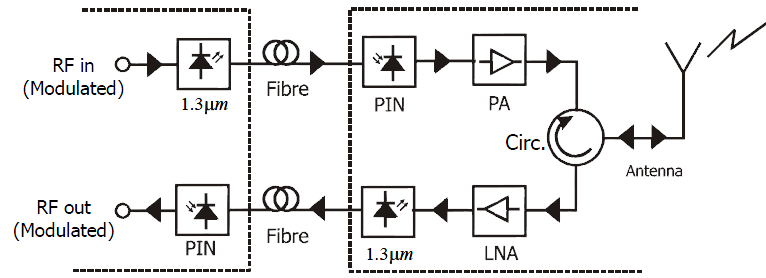 RF in
(Modulated)
1.3μm
Fibre
PIN
PA
Circ.
Antenna
RF out
(Modulated)
PIN
Fibre
1.3μm
LNA